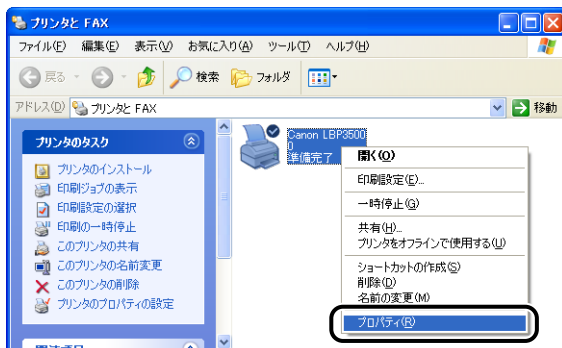 プリンタと FAX
ファイル(F) 編集(E) 表示(V) お気に入り(A) ツール(T) ヘルプ(H)
戻る 検索 フォルダ
アドレス(D) プリンタと FAX 移動
プリンタのタスク
プリンタのインストール
印刷ジョブの表示
印刷設定の選択
印刷の一時停止
このプリンタの共有
このプリンタの名前変更
このプリンタの削除
プリンタのプロパティの設定
Canon LBP3500
0
準備完了
開く(O)
印刷設定(E)...
一時停止(G)
共有(H)...
プリンタをオフラインで使用する(U)
ショートカットの作成(S)
削除(D)
名前の変更(M)
プロパティ(R)